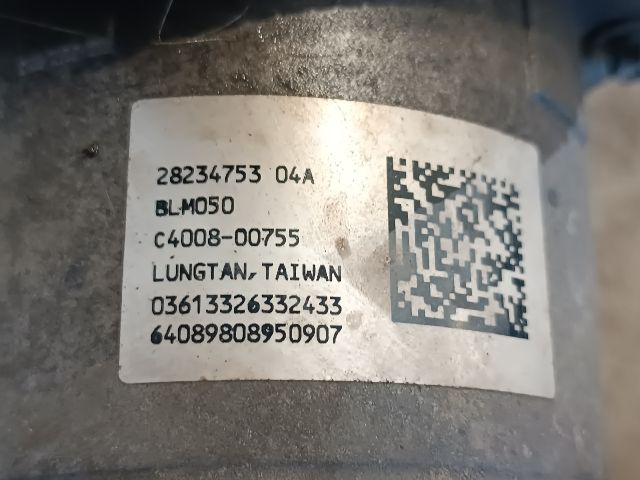 28234753 04A
BLM050
C4008-00755
LUNGTAN, TAIWAN
03613326332433
64089808950907